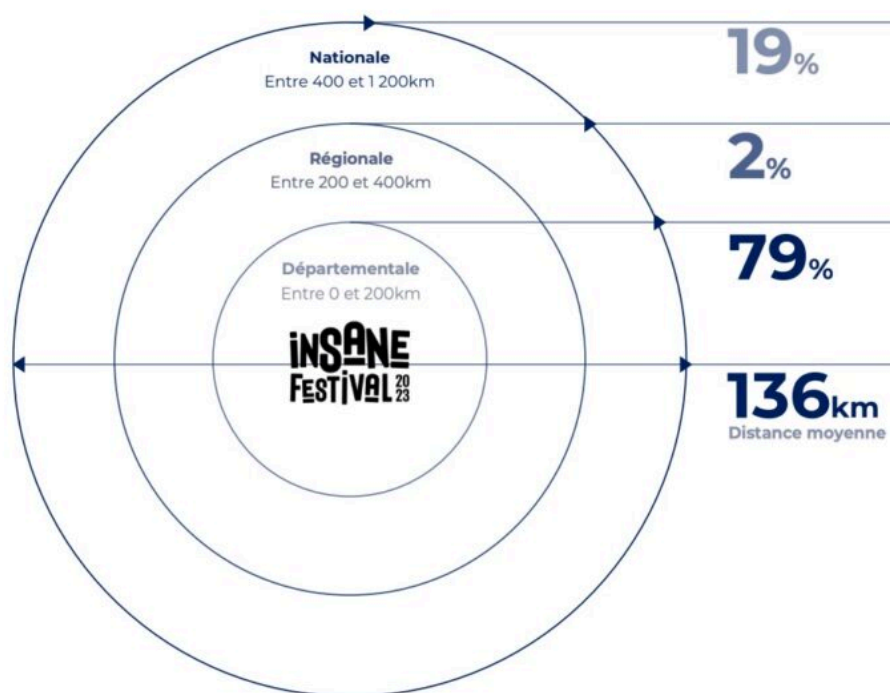 Nationale
Entre 400 et 1 200km
19%
Régionale
Entre 200 et 400km
2%
Départementale
Entre 0 et 200km
79%
iNSANE
FESTiVAL 2023
136km
Distance moyenne